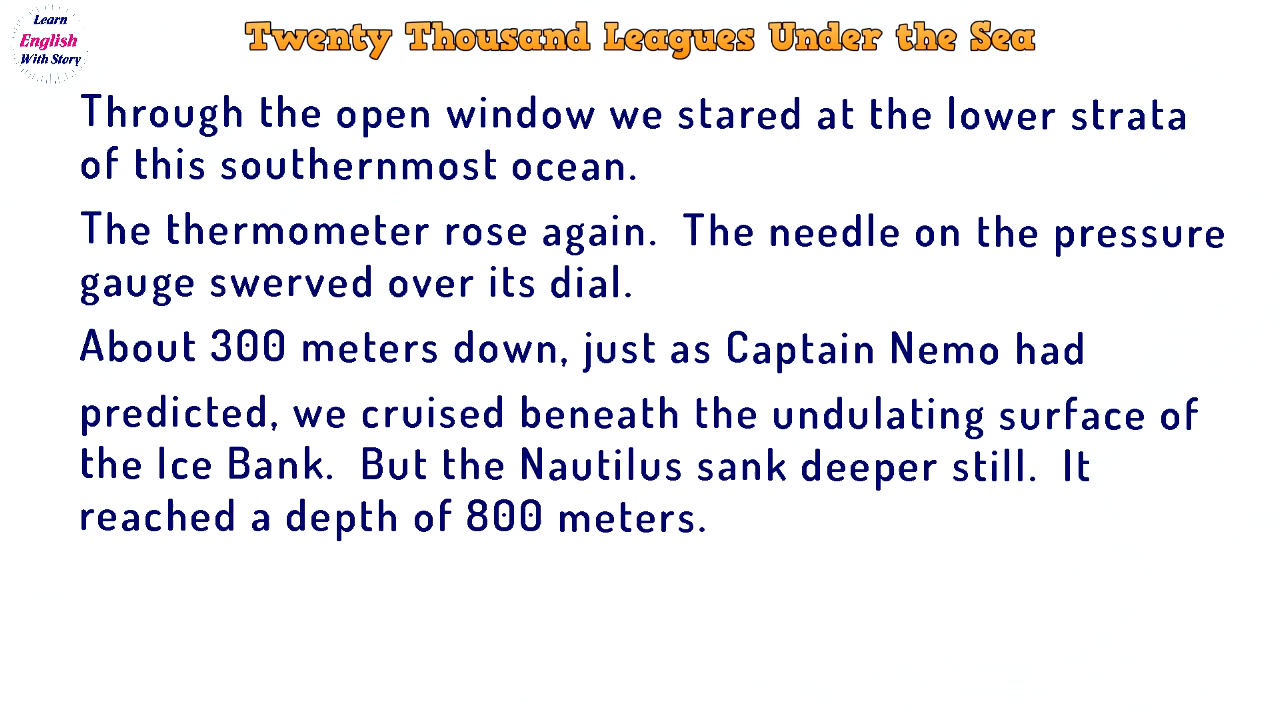 Learn
English
With Story
Twenty Thousand Leagues Under the Sea
Through the open window we stared at the lower strata
of this southernmost ocean.
The thermometer rose again. The needle on the pressure
gauge swerved over its dial.
About 300 meters down, just as Captain Nemo had
predicted, we cruised beneath the undulating surface of
the Ice Bank. But the Nautilus sank deeper still. It
reached a depth of 800 meters.